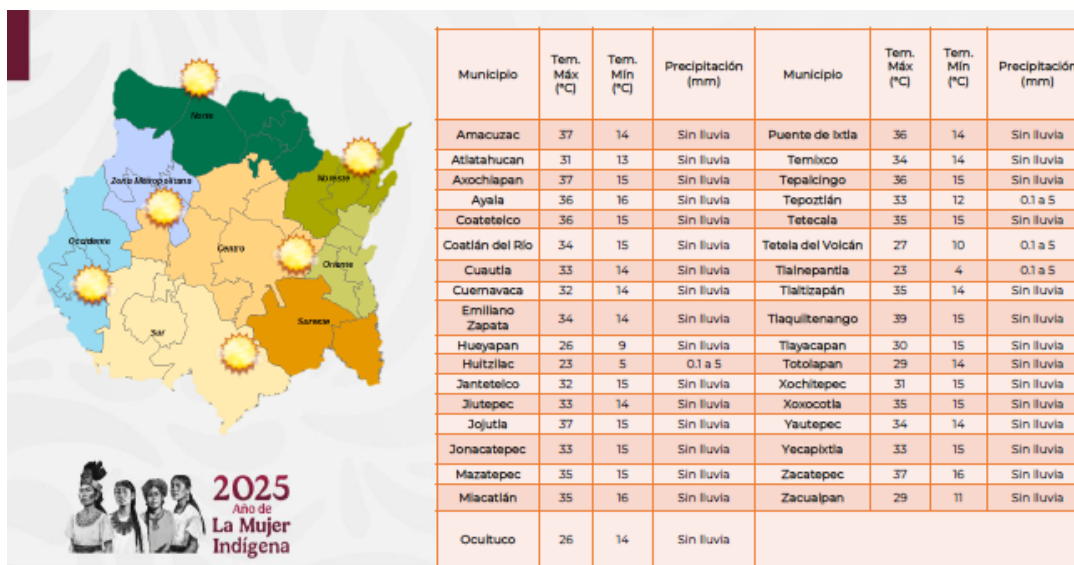 Norte
Zona Metropolitana
Noreste
Occidente
Centro
Oriente
Sur
Sureste
2025
Año de
La Mujer
Indígena
Municipio Tem. Máx (°C) Tem. Mín (°C) Precipitación (mm) Municipio Tem. Máx (°C) Tem. Mín (°C) Precipitación (mm)
Amacuzac 37 14 Sin lluvia Puente de Ixtla 36 14 Sin lluvia
Atlatahucan 31 13 Sin lluvia Temixco 34 14 Sin lluvia
Axochiapan 37 15 Sin lluvia Tepalcingo 36 15 Sin lluvia
Ayala 36 16 Sin lluvia Tepoztlán 33 12 0.1 a 5
Coatetelco 36 15 Sin lluvia Tetecala 35 15 Sin lluvia
Coatlán del Río 34 15 Sin lluvia Tetela del Volcán 27 10 0.1 a 5
Cuautla 33 14 Sin lluvia Tlalnepantla 23 4 0.1 a 5
Cuernavaca 32 14 Sin lluvia Tlaltizapán 35 14 Sin lluvia
Emiliano Zapata 34 14 Sin lluvia Tlaquiltenango 39 15 Sin lluvia
Hueyapan 26 9 Sin lluvia Tlayacapan 30 15 Sin lluvia
Huitzilac 23 5 0.1 a 5 Totolapan 29 14 Sin lluvia
Jantetelco 32 15 Sin lluvia Xochitepec 31 15 Sin lluvia
Jiutepec 33 14 Sin lluvia Xoxocotla 35 15 Sin lluvia
Jojutla 37 15 Sin lluvia Yautepec 34 14 Sin lluvia
Jonacatepec 33 15 Sin lluvia Yecapixtla 33 15 Sin lluvia
Mazatepec 35 15 Sin lluvia Zacatepec 37 16 Sin lluvia
Miacatlán 35 16 Sin lluvia Zacualpan 29 11 Sin lluvia
Ocuituco 26 14 Sin lluvia